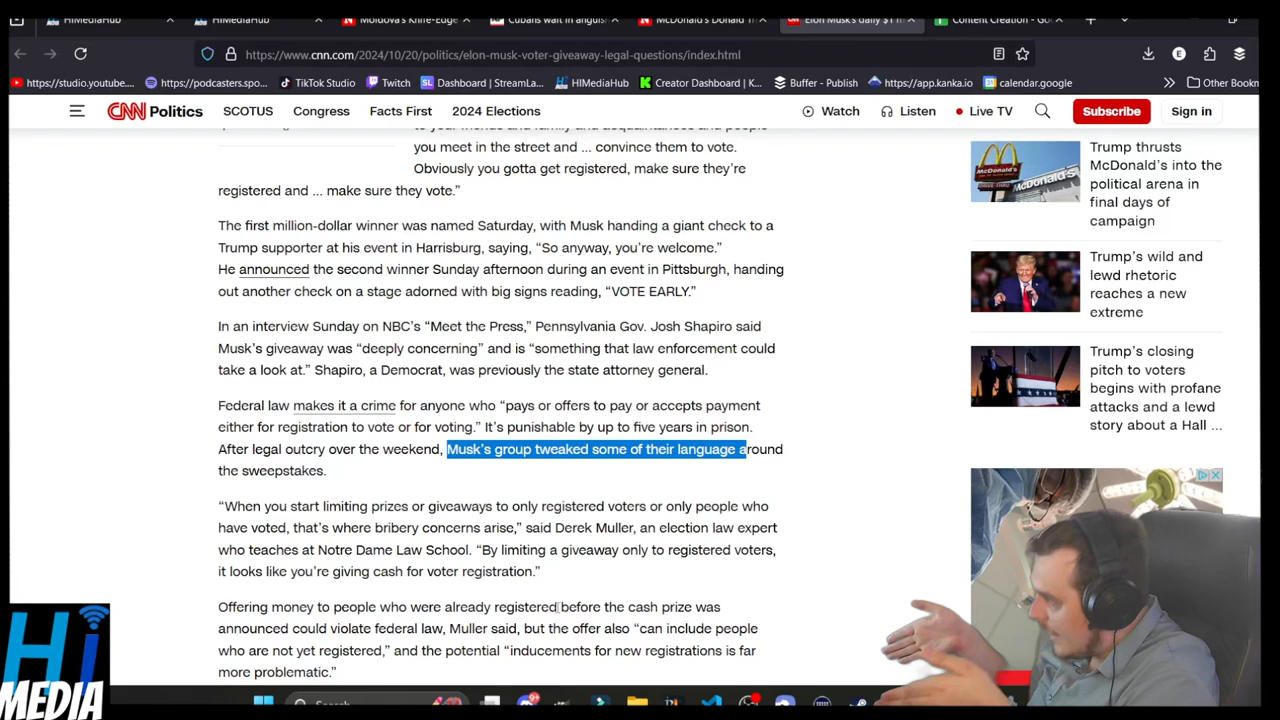 HiMediaHub
HiMediaHub
Moldova's Knife-Edge
Cubans wait in anguis
McDonald's Donald Tr
Elon Musk's daily $1 m
Content Creation - Go
https://www.cnn.com/2024/10/20/politics/elon-musk-voter-giveaway-legal-questions/index.html
https://studio.youtube...
https://podcasters.spo...
TikTok Studio
Twitch
Dashboard | StreamLa...
HiMediaHub
Creator Dashboard | K...
Buffer - Publish
https://app.kanka.io
calendar.google
Other Bookm
CNN Politics
SCOTUS
Congress
Facts First
2024 Elections
Watch
Listen
Live TV
Subscribe
Sign in
to your friends and family and acquaintances and people
you meet in the street and ... convince them to vote.
Obviously you gotta get registered, make sure they're
registered and ... make sure they vote.”
The first million-dollar winner was named Saturday, with Musk handing a giant check to a
Trump supporter at his event in Harrisburg, saying, “So anyway, you're welcome.”
He announced the second winner Sunday afternoon during an event in Pittsburgh, handing
out another check on a stage adorned with big signs reading, “VOTE EARLY.”
In an interview Sunday on NBC's “Meet the Press,” Pennsylvania Gov. Josh Shapiro said
Musk's giveaway was “deeply concerning” and is “something that law enforcement could
take a look at.” Shapiro, a Democrat, was previously the state attorney general.
Federal law makes it a crime for anyone who “pays or offers to pay or accepts payment
either for registration to vote or for voting.” It's punishable by up to five years in prison.
After legal outcry over the weekend, Musk's group tweaked some of their language around
the sweepstakes.
“When you start limiting prizes or giveaways to only registered voters or only people who
have voted, that's where bribery concerns arise,” said Derek Muller, an election law expert
who teaches at Notre Dame Law School. “By limiting a giveaway only to registered voters,
it looks like you're giving cash for voter registration.”
Offering money to people who were already registered before the cash prize was
announced could violate federal law, Muller said, but the offer also “can include people
who are not yet registered,” and the potential “inducements for new registrations is far
more problematic.”
Trump thrusts
McDonald's into the
political arena in
final days of
campaign
Trump's wild and
lewd rhetoric
reaches a new
extreme
Trump's closing
pitch to voters
begins with profane
attacks and a lewd
story about a Hall ...
McDonald's
Hi
MEDIA
Search